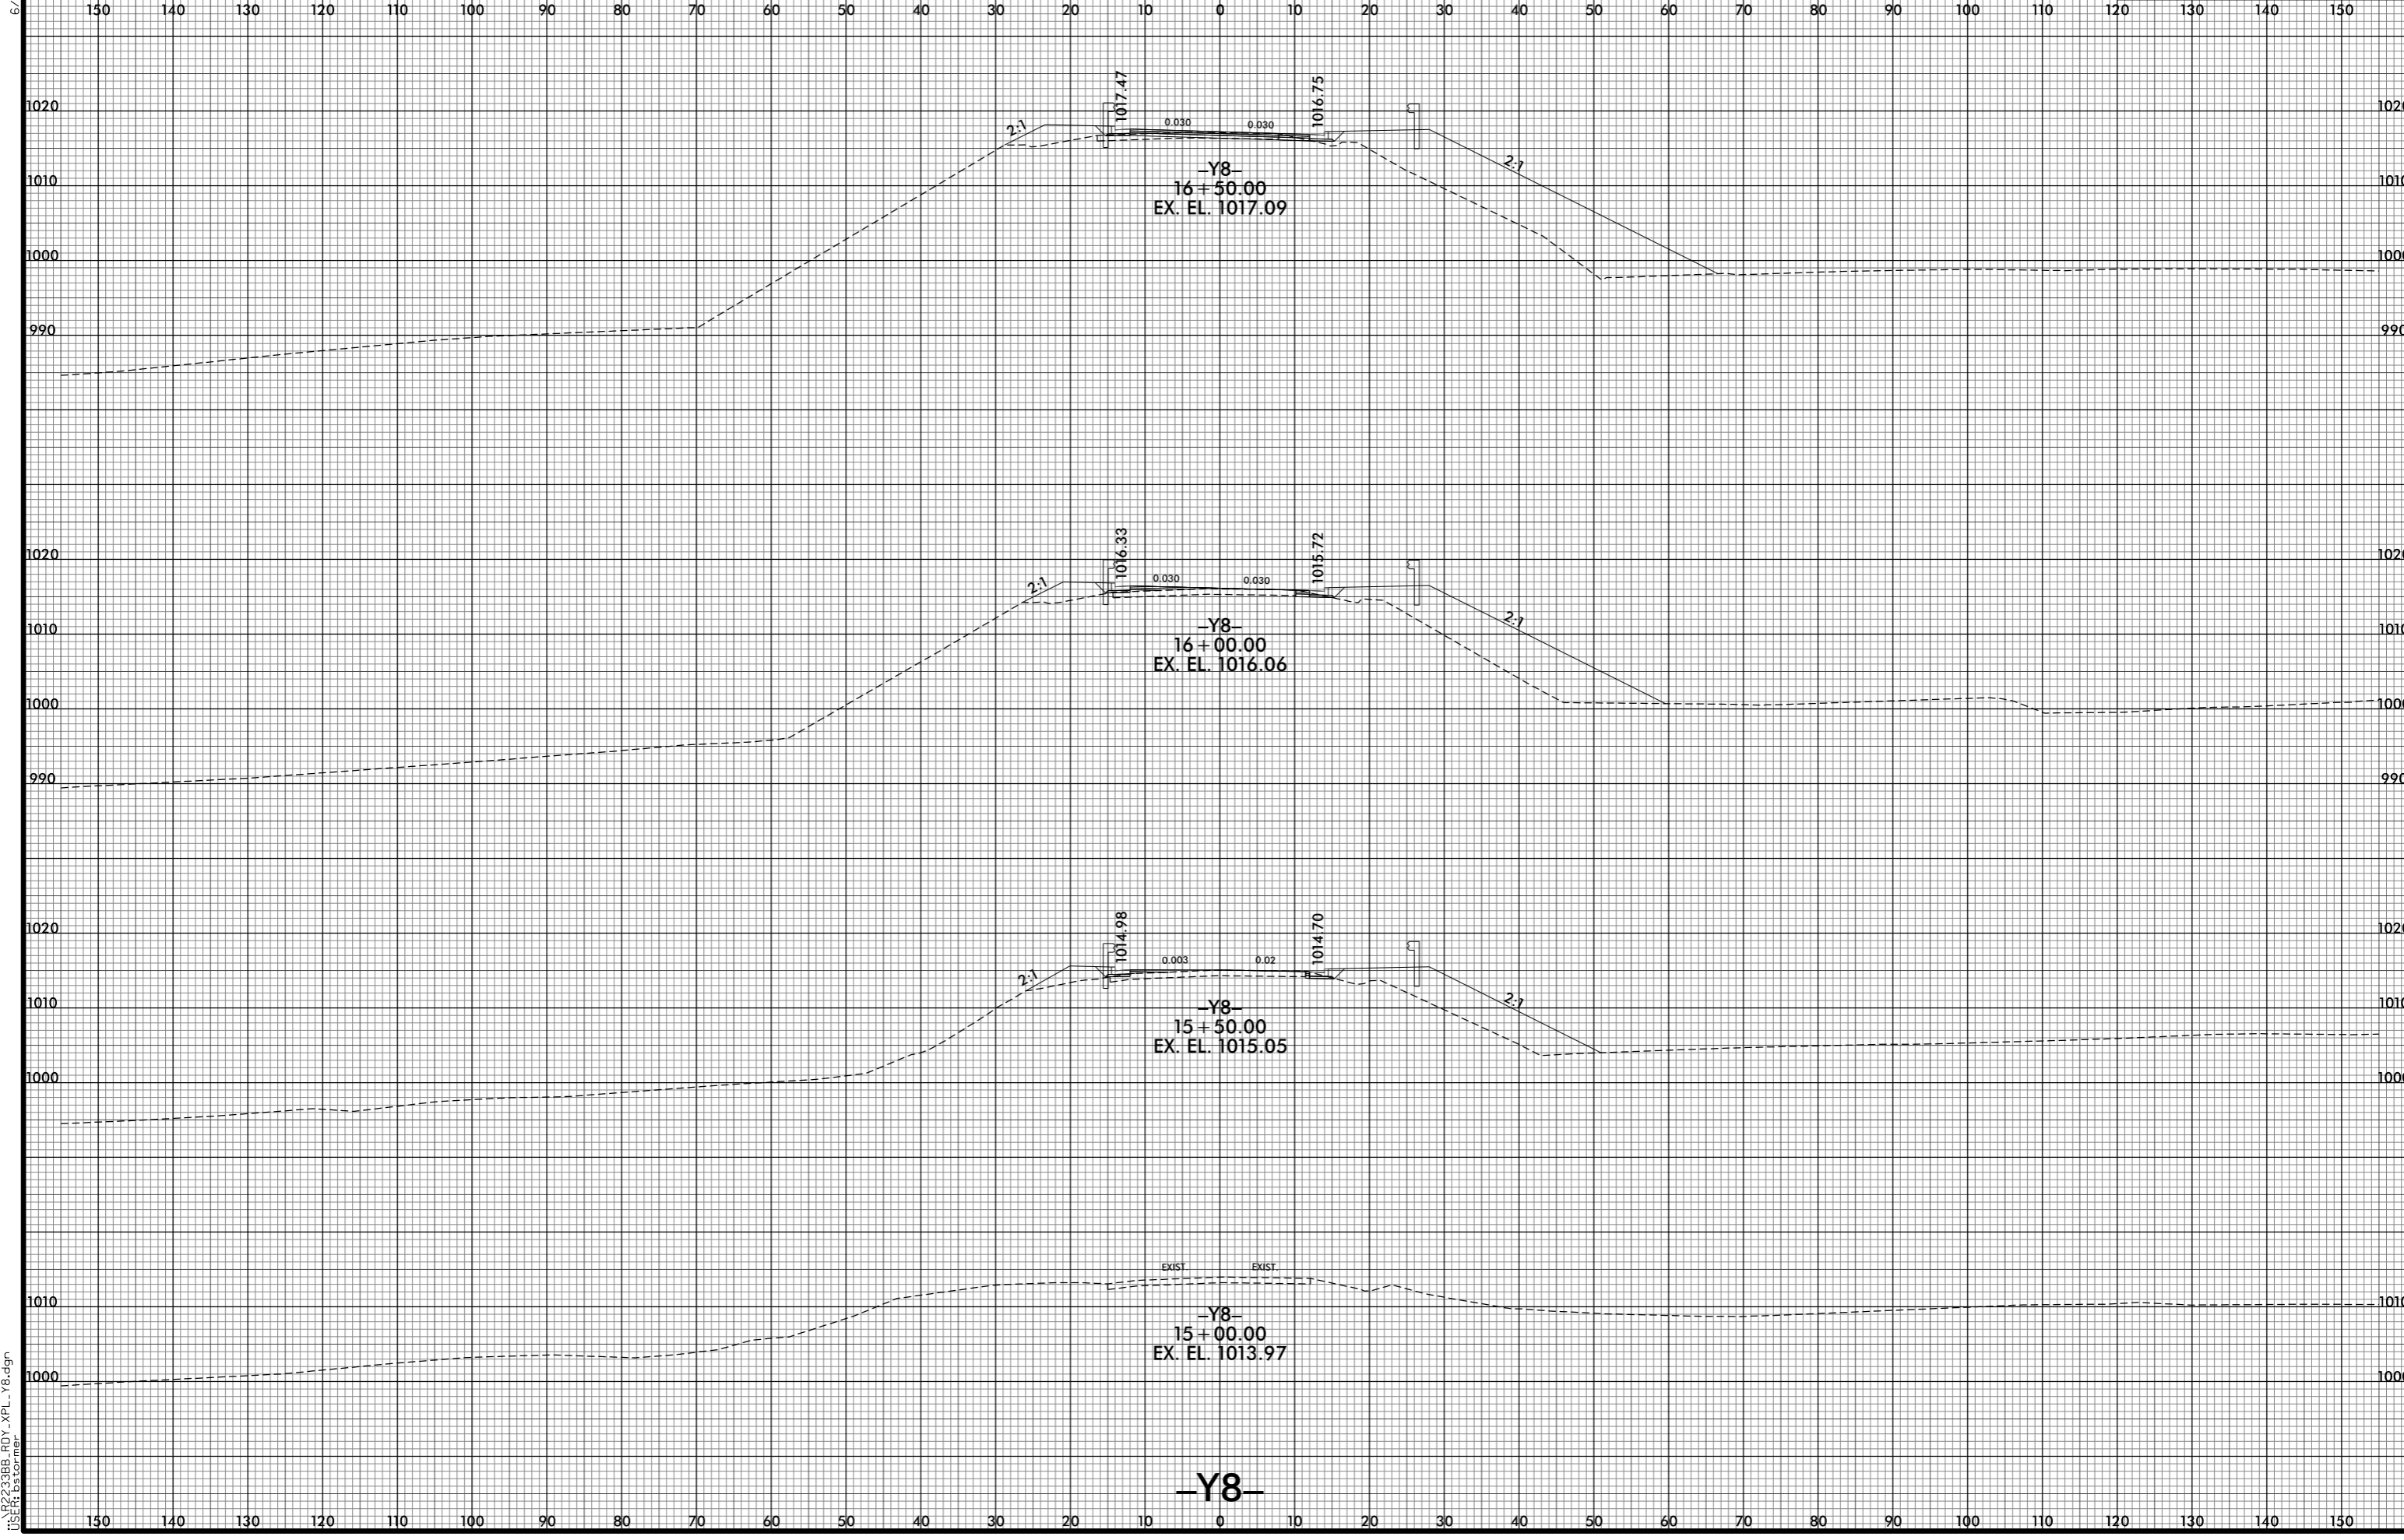 150 140 130 120 110 100 90 80 70 60 50 40 30 20 10 0 10 20 30 40 50 60 70 80 90 100 110 120 130 140 150
1017.47 1016.75
1020
2:1 0.030 0.030
2:1
1010
–Y8–
16+50.00
EX. EL. 1017.09
1000
990 990
1016.33 1015.72
1020
2:1 0.030 0.030
2:1
1010
–Y8–
16+00.00
EX. EL. 1016.06
1000
990 990
1014.98 1014.70
1020
2:1 0.003 0.02
2:1
1010
–Y8–
15+50.00
EX. EL. 1015.05
1000
EXIST. EXIST.
1010
–Y8–
15+00.00
EX. EL. 1013.97
1000
–Y8–
...\R2233BB_RDY_XPL_Y8.dgn
USER: bstormer
150 140 130 120 110 100 90 80 70 60 50 40 30 20 10 0 10 20 30 40 50 60 70 80 90 100 110 120 130 140 150